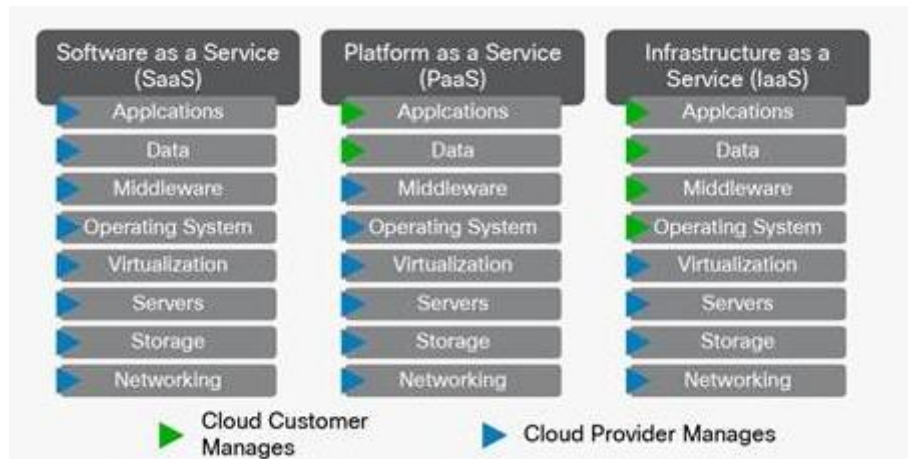 Software as a Service
(SaaS)
Applcations
Data
Middleware
Operating System
Virtualization
Servers
Storage
Networking
Platform as a Service
(PaaS)
Applcations
Data
Middleware
Operating System
Virtualization
Servers
Storage
Networking
Infrastructure as a
Service (IaaS)
Applcations
Data
Middleware
Operating System
Virtualization
Servers
Storage
Networking
Cloud Customer
Manages
Cloud Provider Manages